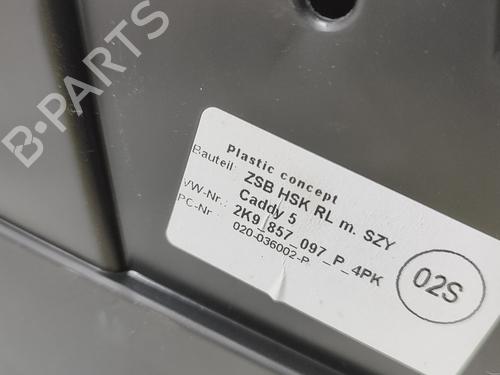 B-PARTS
Plastic concept
Bauteil: ZSB HSK RL m. SZY
Caddy 5
VW-Nr.: 2K9_857_097_P_4PK
PC-Nr.: 020-036002-P
02S